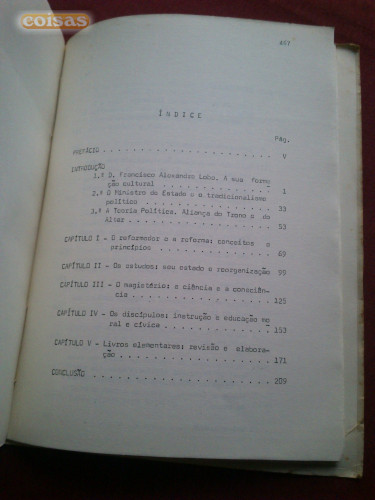 coisas
ÍNDICE
Pág.
PREFÁCIO . . . . . . . . . . . . . . . . . . . . . . V
INTRODUÇÃO
1.ª D. Francisco Alexandre Lobo. A sua forma
ção cultural . . . . . . . . . . . . . . . . . 1
2.ª O Ministro de Estado e o tradicionalismo
político . . . . . . . . . . . . . . . . . . . 33
3.ª A Teoria Política. Aliança do Trono e do
Altar . . . . . . . . . . . . . . . . . . . . 53
CAPÍTULO I - O reformador e a reforma: conceitos e
princípios . . . . . . . . . . . . . . . . 69
CAPÍTULO II - Os estudos: seu estado e reorganização 90
CAPÍTULO III - O magistério: a ciência e a consciên-
cia . . . . . . . . . . . . . . . . . . 125
CAPÍTULO IV - Os discípulos: instrução e educação mo
ral e cívica . . . . . . . . . . . . . . 153
CAPÍTULO V - Livros elementares: revisão e elabora-
ção . . . . . . . . . . . . . . . . . . . 171
CONCLUSÃO . . . . . . . . . . . . . . . . . . . . . 209